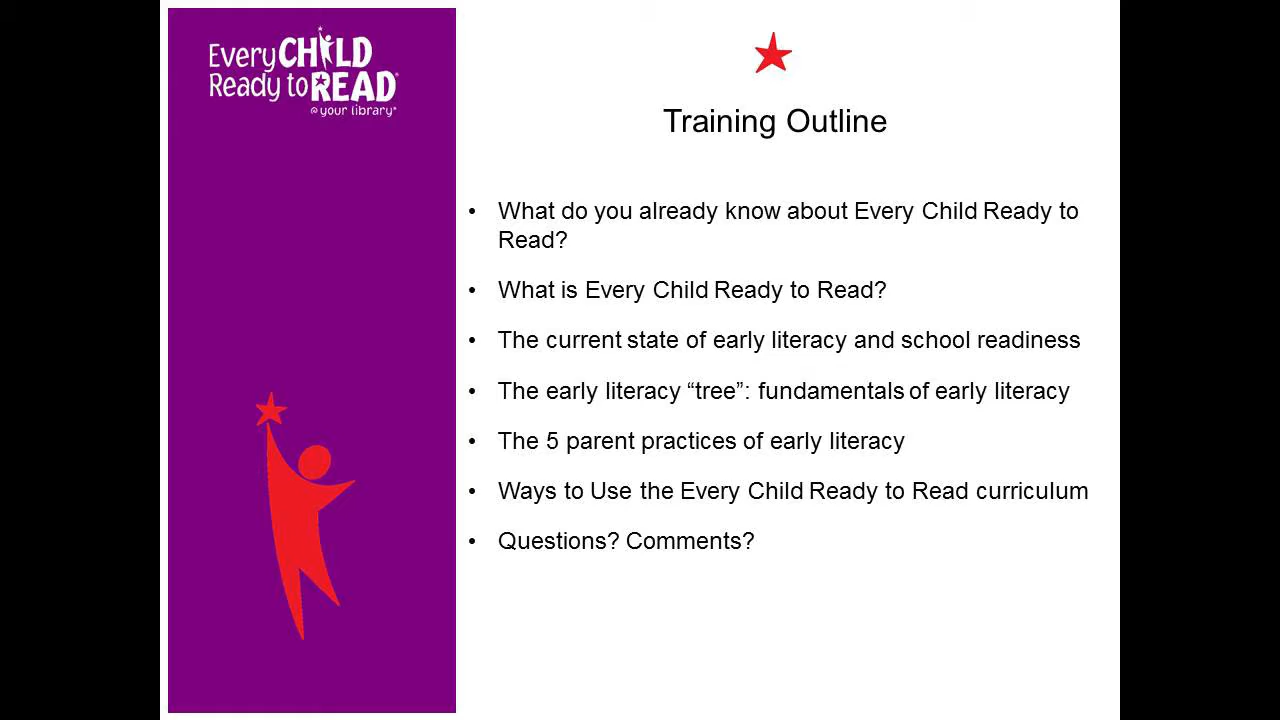 Every CHILD
Ready to READ®
@ your library®
Training Outline
• What do you already know about Every Child Ready to
Read?
• What is Every Child Ready to Read?
• The current state of early literacy and school readiness
• The early literacy “tree”: fundamentals of early literacy
• The 5 parent practices of early literacy
• Ways to Use the Every Child Ready to Read curriculum
• Questions? Comments?